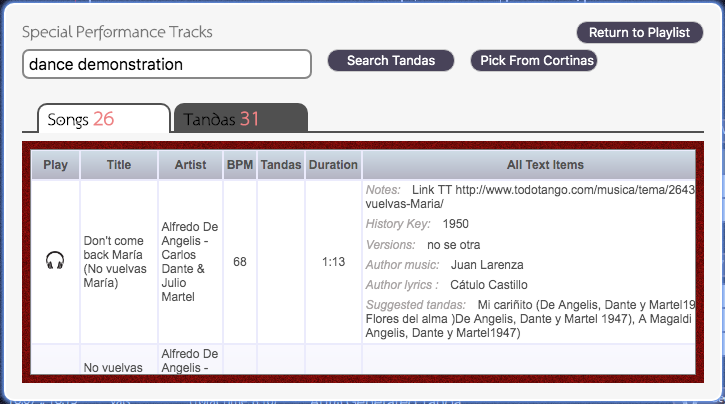 Special Performance Tracks
Return to Playlist
dance demonstration
Search Tandas
Pick From Cortinas
Songs 26
Tandas 31
Play Title Artist BPM Tandas Duration All Text Items
Don't come
back María
(No vuelvas
María)
Alfredo De
Angelis -
Carlos
Dante &
Julio
Martel
68
1:13
Notes: Link TT http://www.todotango.com/musica/tema/2643
vuelvas-Maria/
History Key: 1950
Versions: no se otra
Author music: Juan Larenza
Author lyrics : Cátulo Castillo
Suggested tandas: Mi cariñito (De Angelis, Dante y Martel19
Flores del alma )De Angelis, Dante y Martel 1947), A Magaldi
Angelis, Dante y Martel1947)
No vuelvas
Alfredo De
Angelis -